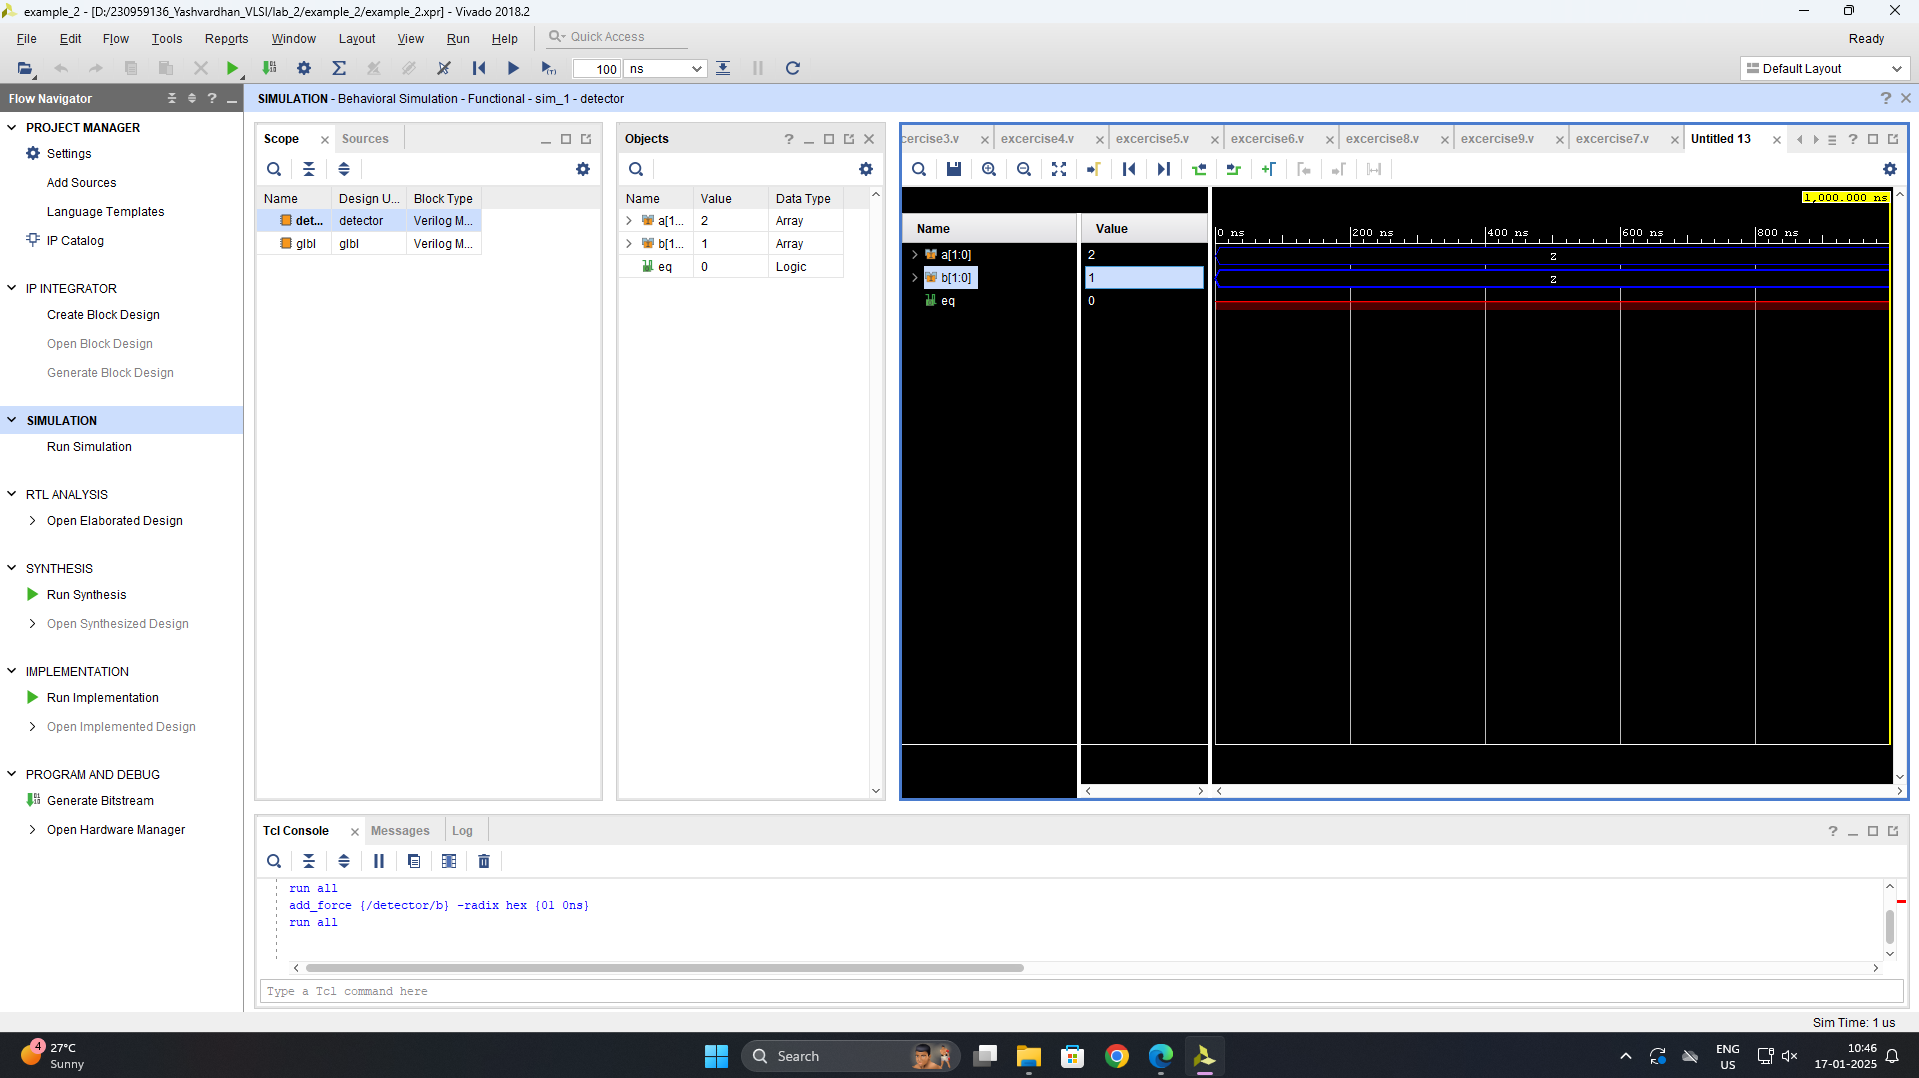 example_2 - [D:/230959136_Yashvardhan_VLSI/lab_2/example_2/example_2.xpr] - Vivado 2018.2
File Edit Flow Tools Reports Window Layout View Run Help Quick Access Ready
100 ns Default Layout
Flow Navigator
SIMULATION - Behavioral Simulation - Functional - sim_1 - detector
PROJECT MANAGER
Settings
Add Sources
Language Templates
IP Catalog
IP INTEGRATOR
Create Block Design
Open Block Design
Generate Block Design
SIMULATION
Run Simulation
RTL ANALYSIS
Open Elaborated Design
SYNTHESIS
Run Synthesis
Open Synthesized Design
IMPLEMENTATION
Run Implementation
Open Implemented Design
PROGRAM AND DEBUG
Generate Bitstream
Open Hardware Manager
Scope Sources
Name Design U... Block Type
det... detector Verilog M...
glbl glbl Verilog M...
Objects
Name Value Data Type
a[1... 2 Array
b[1... 1 Array
eq 0 Logic
cercise3.v excercise4.v excercise5.v excercise6.v excercise8.v excercise9.v excercise7.v Untitled 13
1,000.000 ns
Name Value
0 ns 200 ns 400 ns 600 ns 800 ns
a[1:0] 2 Z
b[1:0] 1 Z
eq 0
Tcl Console Messages Log
run all
add_force {/detector/b} -radix hex {01 0ns}
run all
Type a Tcl command here
Sim Time: 1 us
4
27°C
Sunny
Search
ENG
US
10:46
17-01-2025